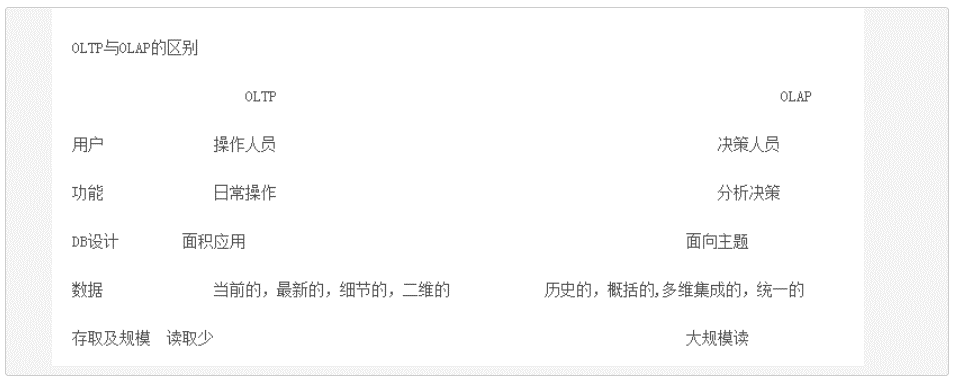 OLTP与OLAP的区别
OLTP OLAP
用户 操作人员 决策人员
功能 日常操作 分析决策
DB设计 面积应用 面向主题
数据 当前的，最新的，细节的，二维的 历史的，概括的,多维集成的，统一的
存取及规模 读取少 大规模读